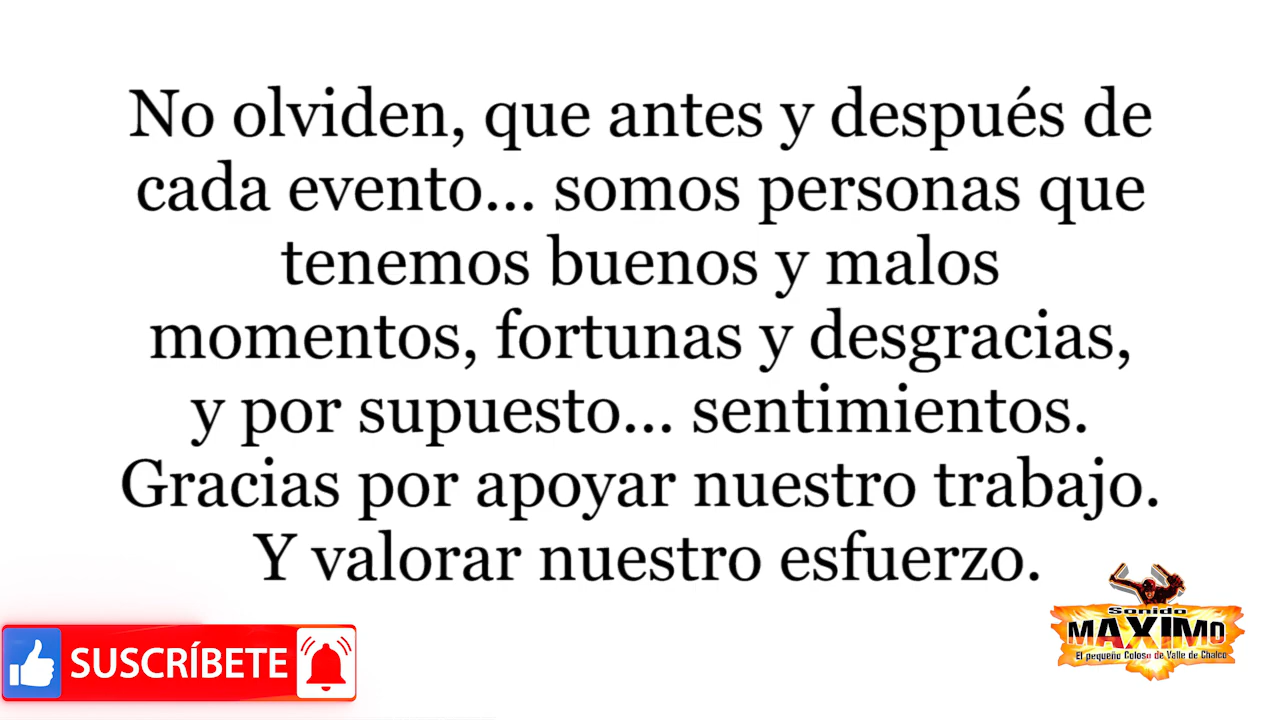 No olviden, que antes y después de
cada evento... somos personas que
tenemos buenos y malos
momentos, fortunas y desgracias,
y por supuesto... sentimientos.
Gracias por apoyar nuestro trabajo.
Y valorar nuestro esfuerzo.
SUSCRÍBETE
Sonido
MAXIMO
El pequeño Coloso de Valle de Chalco